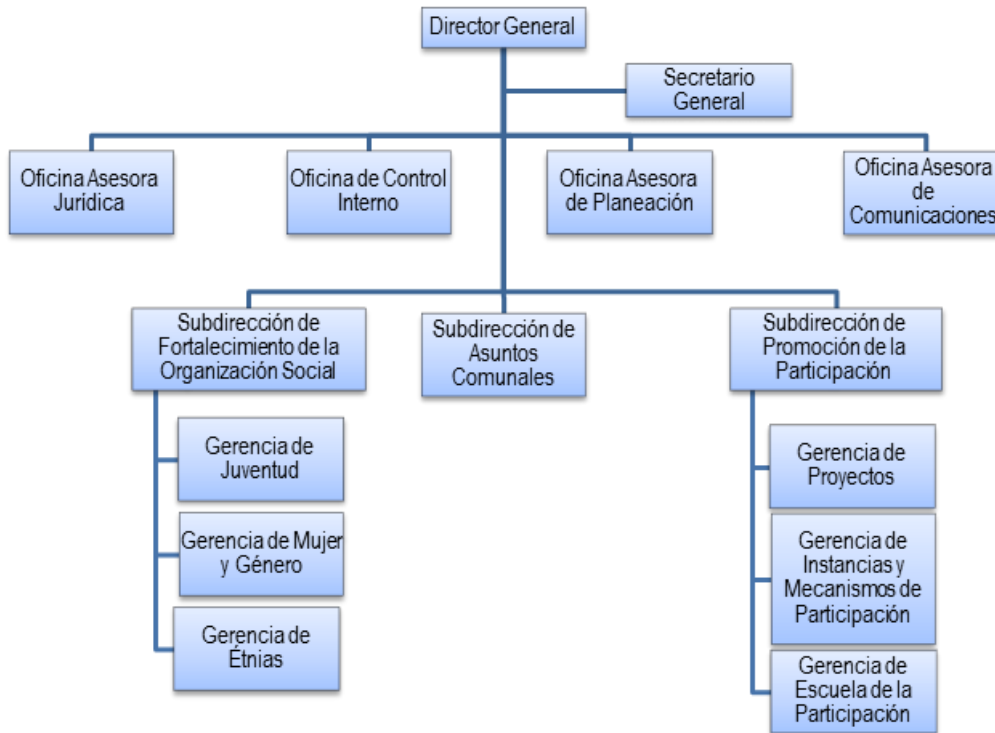 Director General
Secretario
General
Oficina Asesora
Jurídica
Oficina de Control
Interno
Oficina Asesora
de Planeación
Oficina Asesora
de
Comunicaciones
Subdirección de
Fortalecimiento de la
Organización Social
Subdirección de
Asuntos
Comunales
Subdirección de
Promoción de la
Participación
Gerencia de
Juventud
Gerencia de Mujer
y Género
Gerencia de
Étnias
Gerencia de
Proyectos
Gerencia de
Instancias y
Mecanismos de
Participación
Gerencia de
Escuela de la
Participación